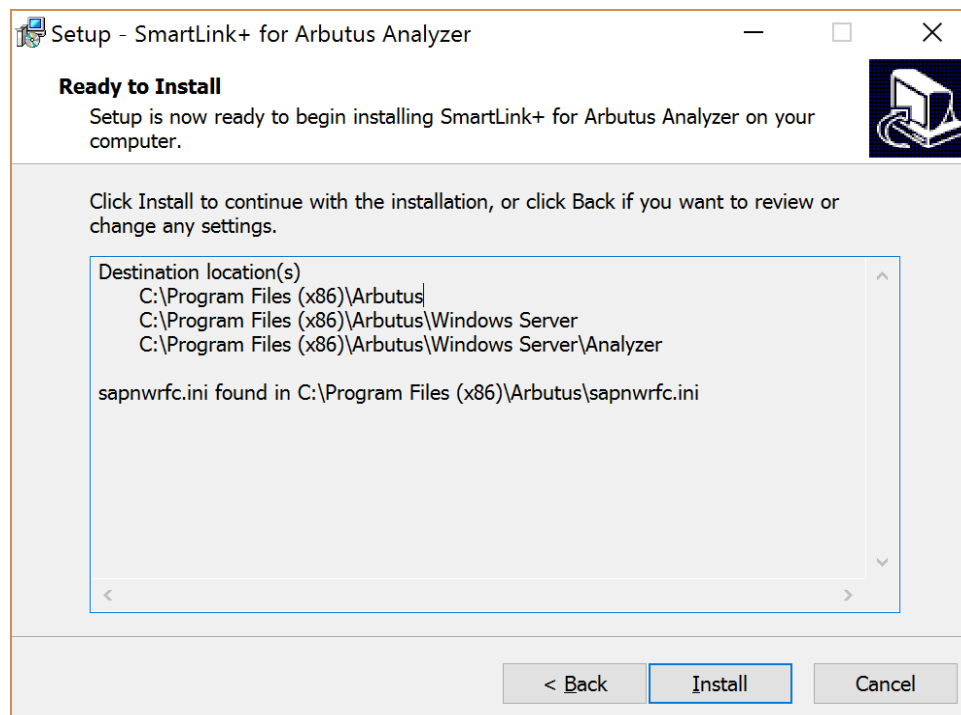 Setup - SmartLink+ for Arbutus Analyzer
Ready to Install
Setup is now ready to begin installing SmartLink+ for Arbutus Analyzer on your
computer.
Click Install to continue with the installation, or click Back if you want to review or
change any settings.
Destination location(s)
C:\Program Files (x86)\Arbutus
C:\Program Files (x86)\Arbutus\Windows Server
C:\Program Files (x86)\Arbutus\Windows Server\Analyzer
sapnwrfc.ini found in C:\Program Files (x86)\Arbutus\sapnwrfc.ini
< Back
Install
Cancel